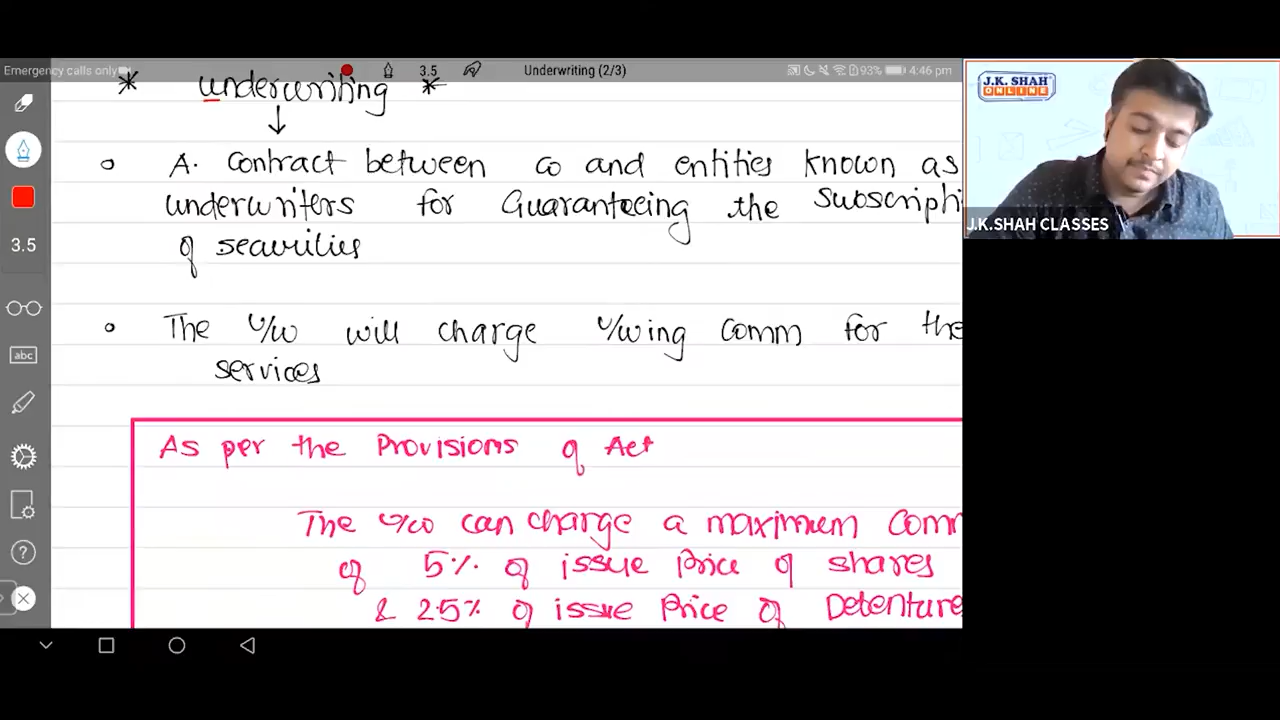 Emergency calls only
3.5
Underwriting (2/3)
93%
4:46 pm
* underwriting *
A. Contract between co and entities known as
underwriters for Guaranteeing the Subscripti
of securities
The u/w will charge u/wing Comm for the
services
As per the Provisions of Act
The u/w can charge a maximum Comm
of 5% of issue Price of shares
& 2.5% of issue Price of Debenture
3.5
abc
?
J.K. SHAH
ONLINE
J.K.SHAH CLASSES